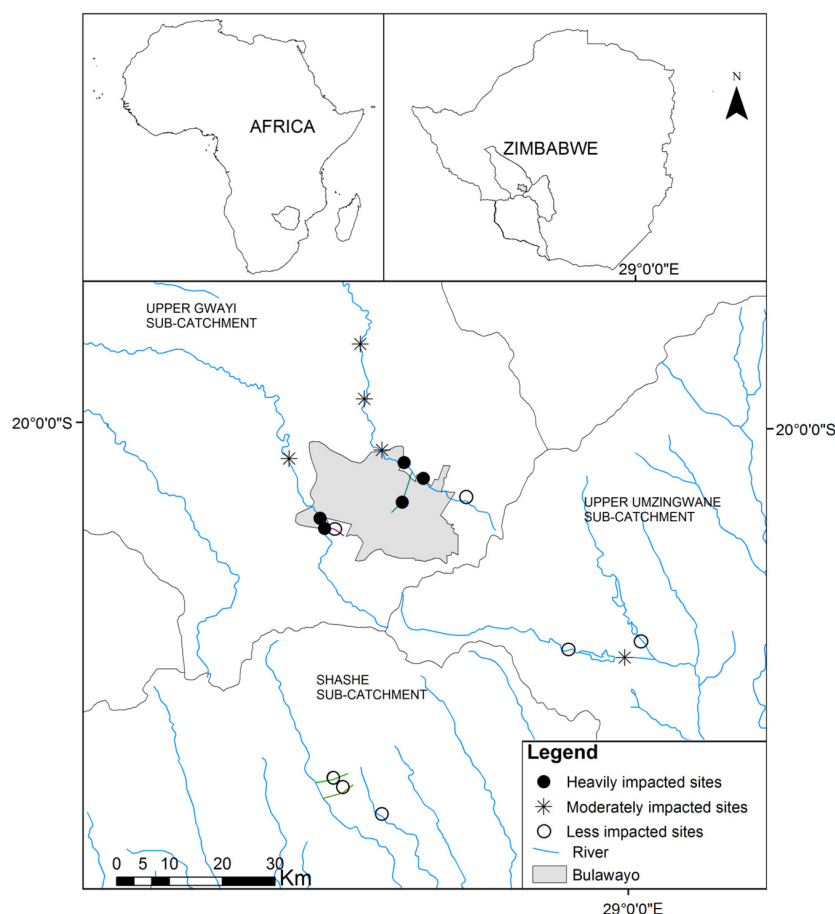 AFRICA
ZIMBABWE
N
29°0'0"E
UPPER GWAYI
SUB-CATCHMENT
20°0'0"S
20°0'0"S
UPPER UMZINGWANE
SUB-CATCHMENT
SHASHE
SUB-CATCHMENT
Legend
Heavily impacted sites
Moderately impacted sites
Less impacted sites
River
Bulawayo
0 5 10 20 30
Km
29°0'0"E